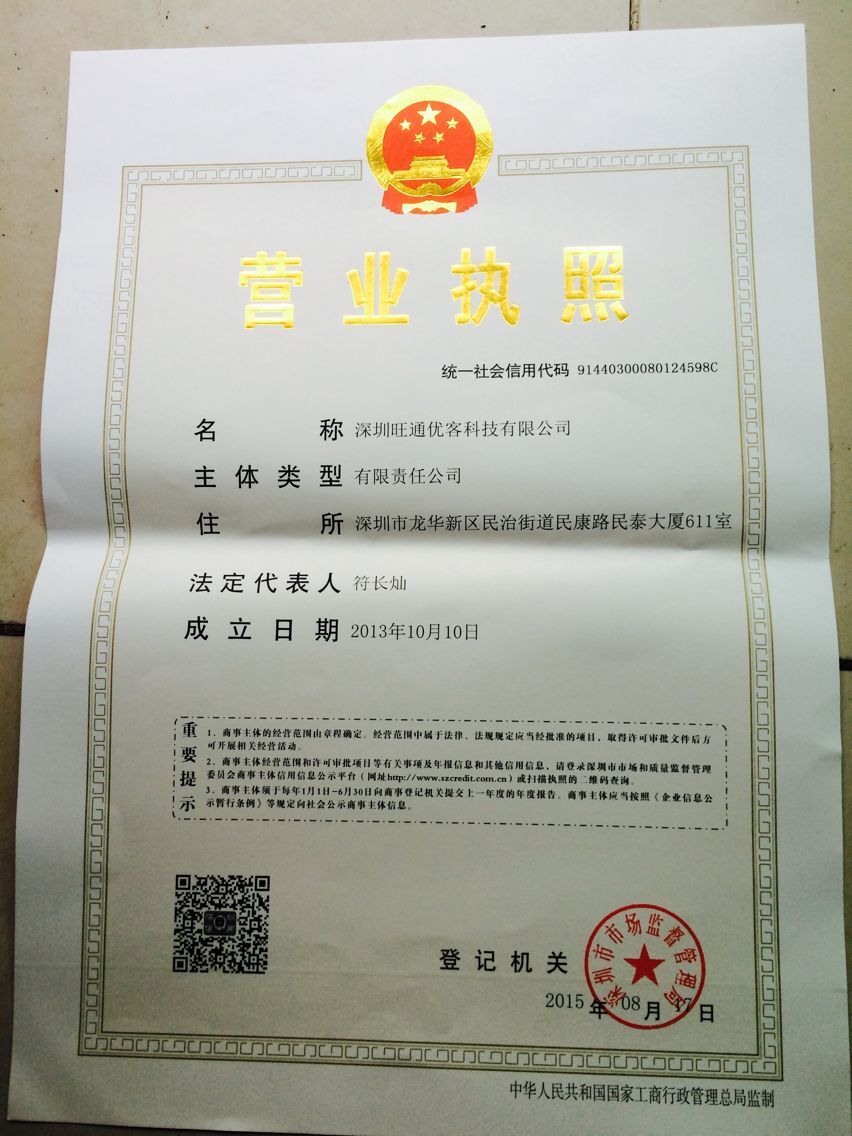 营业执照
统一社会信用代码 91440300080124598C
名称 深圳旺通优客科技有限公司
主体类型 有限责任公司
住所 深圳市龙华新区民治街道民康路民泰大厦611室
法定代表人 符长灿
成立日期 2013年10月10日
重要提示
1、商事主体的经营范围由章程确定。经营范围中属于法律、法规规定应当经批准的项目，取得许可审批文件后方
可开展相关经营活动。
2、商事主体经营范围和许可审批项目等有关事项及年报信息和其他信用信息，请登录深圳市市场和质量监督管理
委员会商事主体信用信息公示平台（网址http://www.szcredit.com.cn）或扫描执照的二维码查询。
3、商事主体须于每年1月1日-6月30日向商事登记机关提交上一年度的年度报告。商事主体应当按照《企业信息公
示暂行条例》等规定向社会公示商事主体信息。
登记机关
深圳市市场监督管理局
2015年08月17日
中华人民共和国国家工商行政管理总局监制